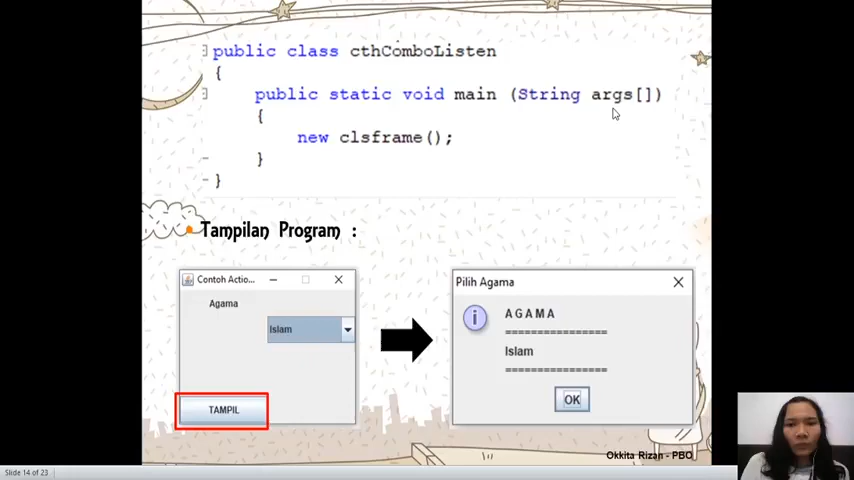 public class cthComboListen
{
public static void main (String args[])
{
new clsframe();
}
}
Tampilan Program :
Contoh Actio...
Agama
Islam
TAMPIL
Pilih Agama
i
A G A M A
================
Islam
================
OK
Okkita Rizan - PBO
Slide 14 of 23